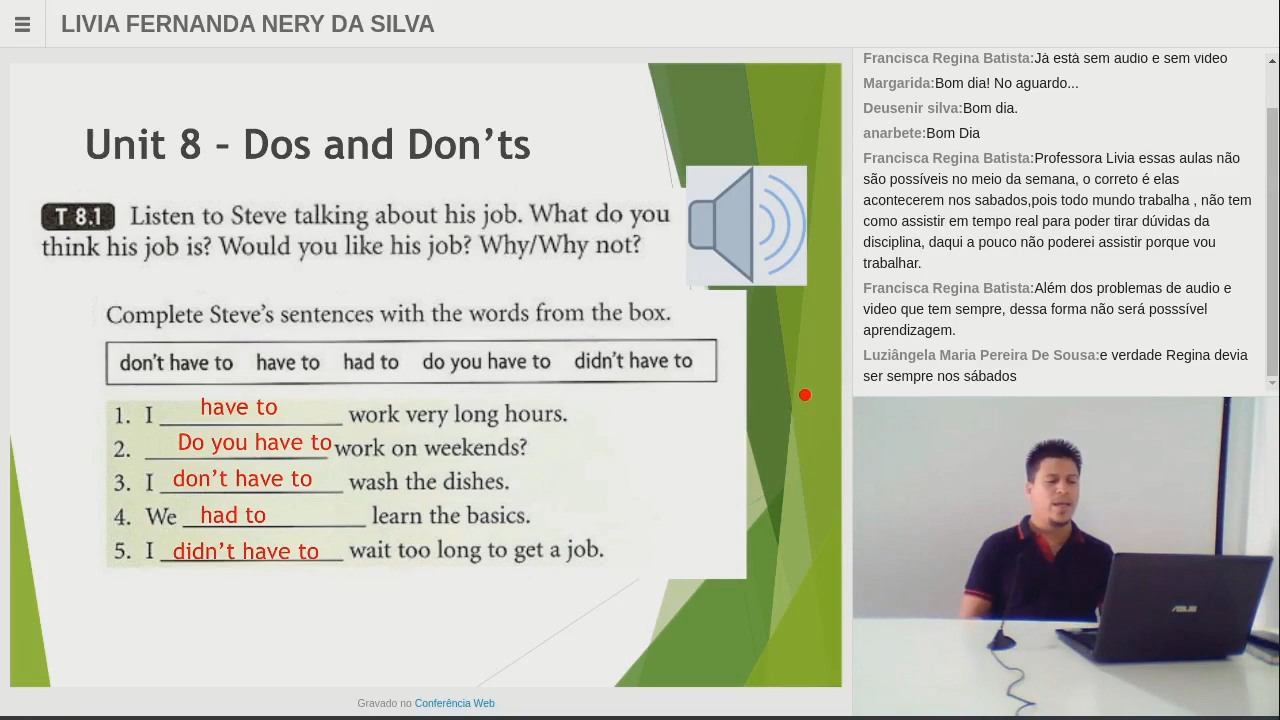 LIVIA FERNANDA NERY DA SILVA
Unit 8 – Dos and Don'ts
T 8.1 Listen to Steve talking about his job. What do you
think his job is? Would you like his job? Why/Why not?
Complete Steve's sentences with the words from the box.
don't have to have to had to do you have to didn't have to
1. I have to work very long hours.
2. Do you have to work on weekends?
3. I don't have to wash the dishes.
4. We had to learn the basics.
5. I didn't have to wait too long to get a job.
Gravado no Conferência Web
Francisca Regina Batista:Já está sem audio e sem video
Margarida:Bom dia! No aguardo...
Deusenir silva:Bom dia.
anarbete:Bom Dia
Francisca Regina Batista:Professora Livia essas aulas não
são possíveis no meio da semana, o correto é elas
acontecerem nos sabados,pois todo mundo trabalha , não tem
como assistir em tempo real para poder tirar dúvidas da
disciplina, daqui a pouco não poderei assistir porque vou
trabalhar.
Francisca Regina Batista:Além dos problemas de audio e
video que tem sempre, dessa forma não será posssível
aprendizagem.
Luziângela Maria Pereira De Sousa:e verdade Regina devia
ser sempre nos sábados
ASUS